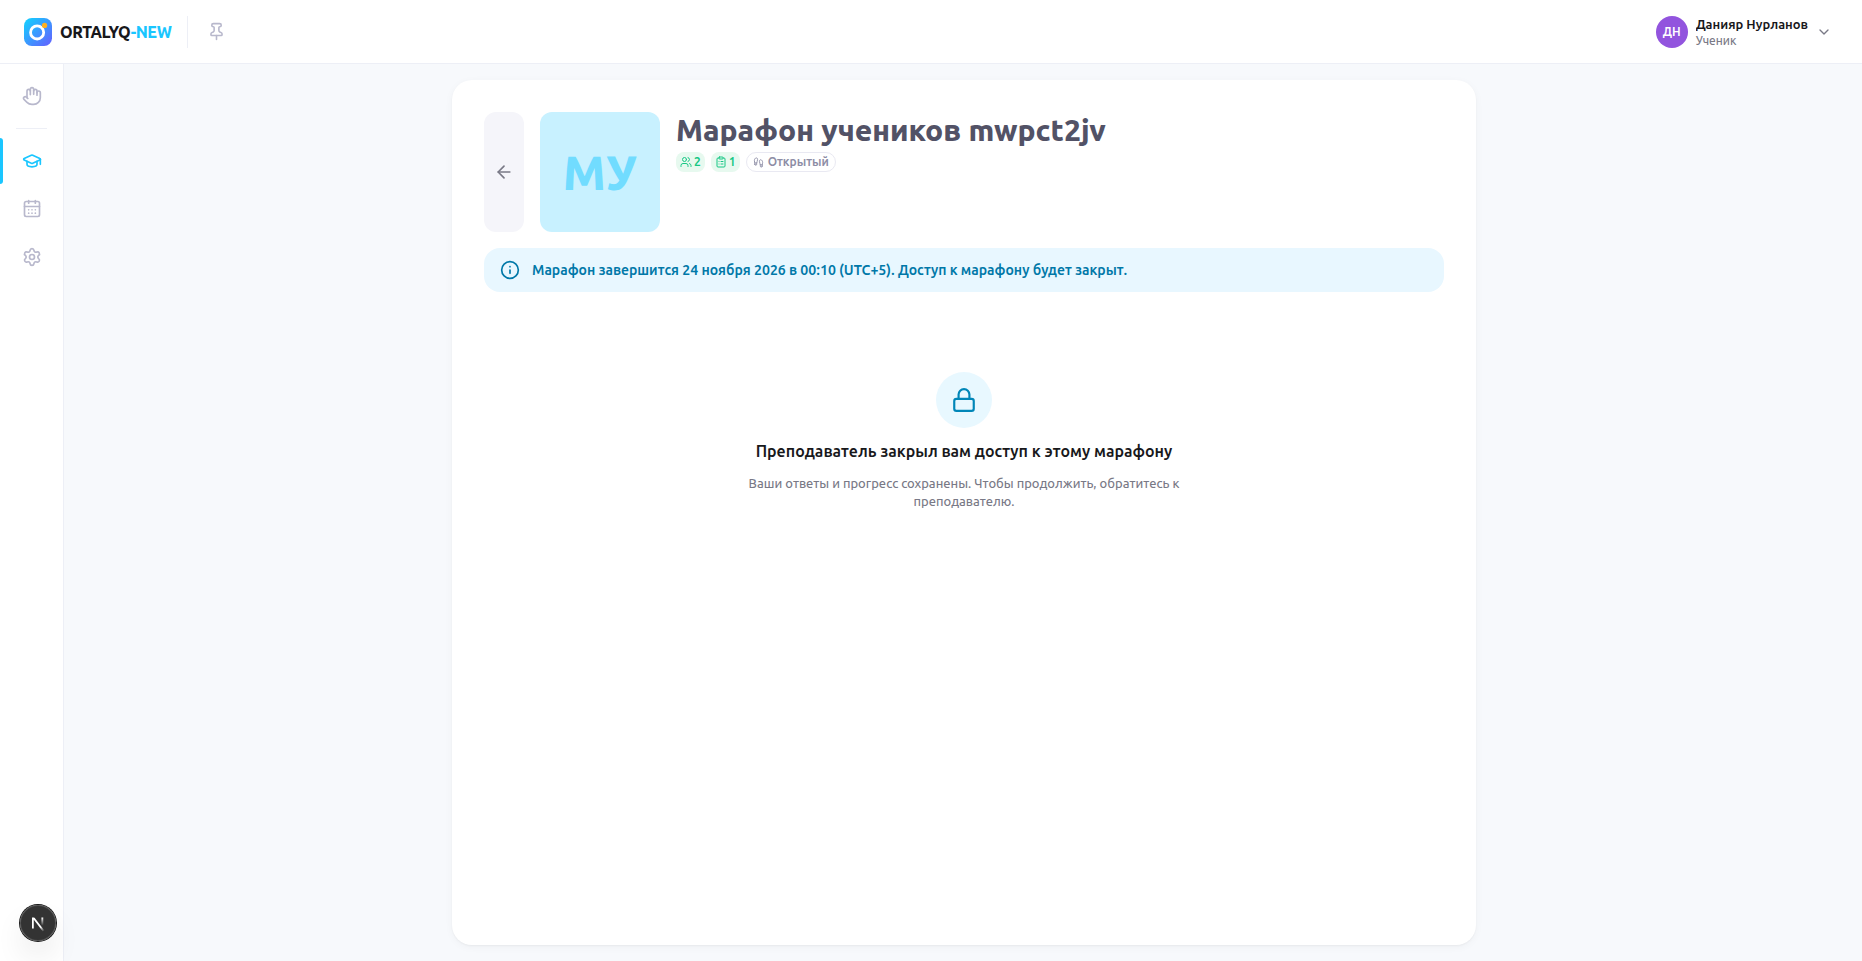 ORTALYQ-NEW
ДН
Данияр Нурланов
Ученик
МУ
Марафон учеников mwpct2jv
2
1
Открытый
Марафон завершится 24 ноября 2026 в 00:10 (UTC+5). Доступ к марафону будет закрыт.
Преподаватель закрыл вам доступ к этому марафону
Ваши ответы и прогресс сохранены. Чтобы продолжить, обратитесь к
преподавателю.
N